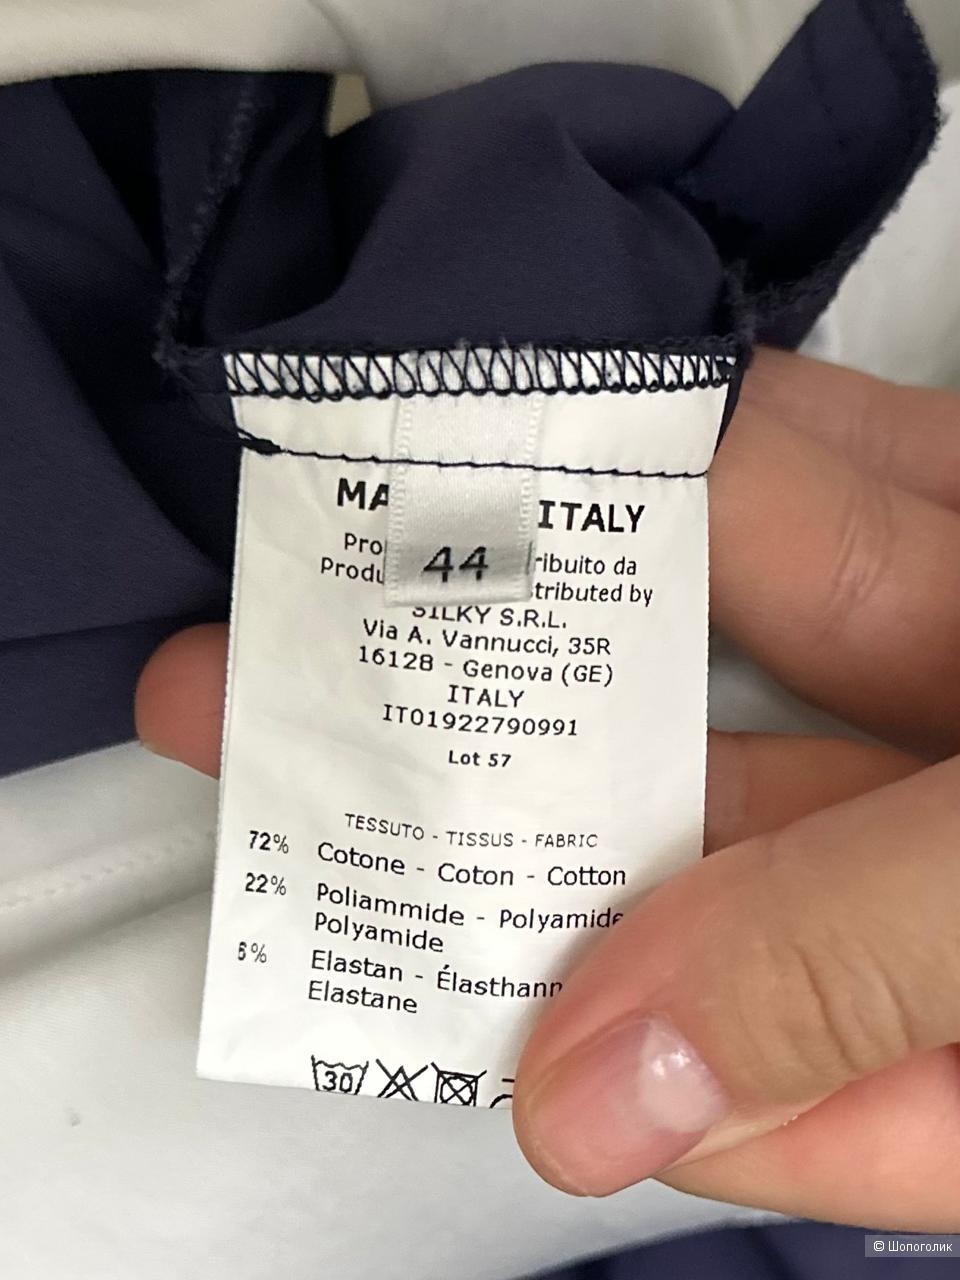 MA ITALY
44
Pro ribuito da
Produ tributed by
SILKY S.R.L.
Via A. Vannucci, 35R
16128 - Genova (GE)
ITALY
IT01922790991
Lot 57
TESSUTO - TISSUS - FABRIC
72% Cotone - Coton - Cotton
22% Poliammide - Polyamide
Polyamide
6% Elastan - Élasthann
Elastane
30
© Шопоголик